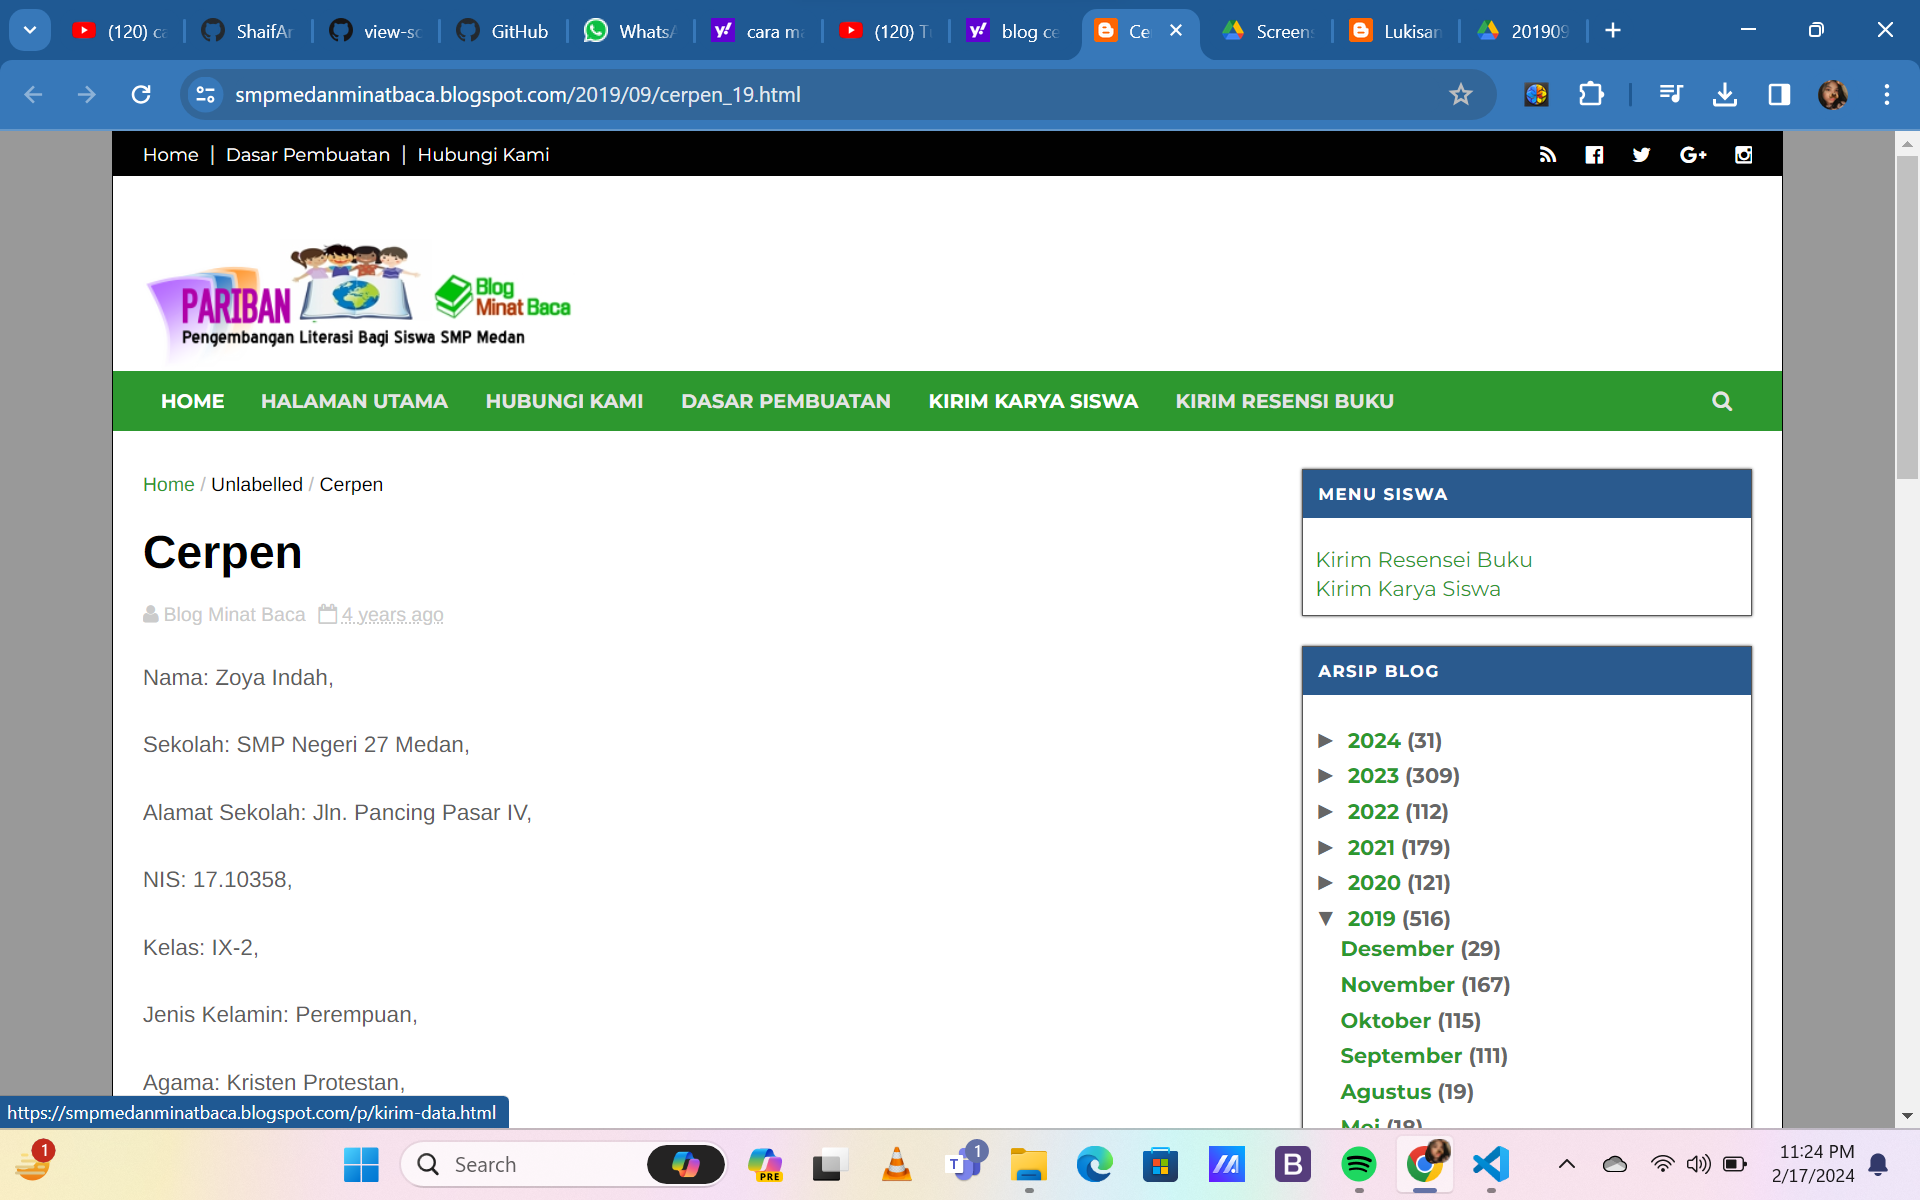 (120) ca
ShaifAr
view-sc
GitHub
WhatsA
cara ma
(120) Tu
blog ce
Ce
Screens
Lukisan
201909
smpmedanminatbaca.blogspot.com/2019/09/cerpen_19.html
Home | Dasar Pembuatan | Hubungi Kami
PARIBAN
Blog
Minat Baca
Pengembangan Literasi Bagi Siswa SMP Medan
HOME HALAMAN UTAMA HUBUNGI KAMI DASAR PEMBUATAN KIRIM KARYA SISWA KIRIM RESENSI BUKU
Home / Unlabelled / Cerpen
Cerpen
Blog Minat Baca 4 years ago
Nama: Zoya Indah,
Sekolah: SMP Negeri 27 Medan,
Alamat Sekolah: Jln. Pancing Pasar IV,
NIS: 17.10358,
Kelas: IX-2,
Jenis Kelamin: Perempuan,
Agama: Kristen Protestan,
MENU SISWA
Kirim Resensei Buku
Kirim Karya Siswa
ARSIP BLOG
► 2024 (31)
► 2023 (309)
► 2022 (112)
► 2021 (179)
► 2020 (121)
▼ 2019 (516)
Desember (29)
November (167)
Oktober (115)
September (111)
Agustus (19)
Mei (18)
https://smpmedanminatbaca.blogspot.com/p/kirim-data.html
1
Search
PRE
1
11:24 PM
2/17/2024